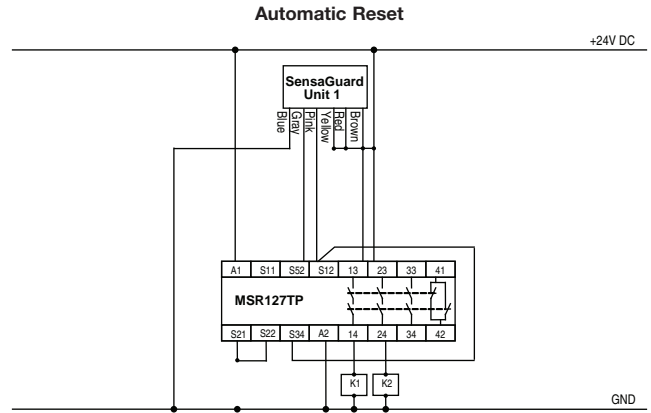 Automatic Reset
+24V DC
SensaGuard
Unit 1
Blue
Gray
Pink
Yellow
Red
Brown
A1 S11 S52 S12 13 23 33 41
MSR127TP
S21 S22 S34 A2 14 24 34 42
K1 K2
GND